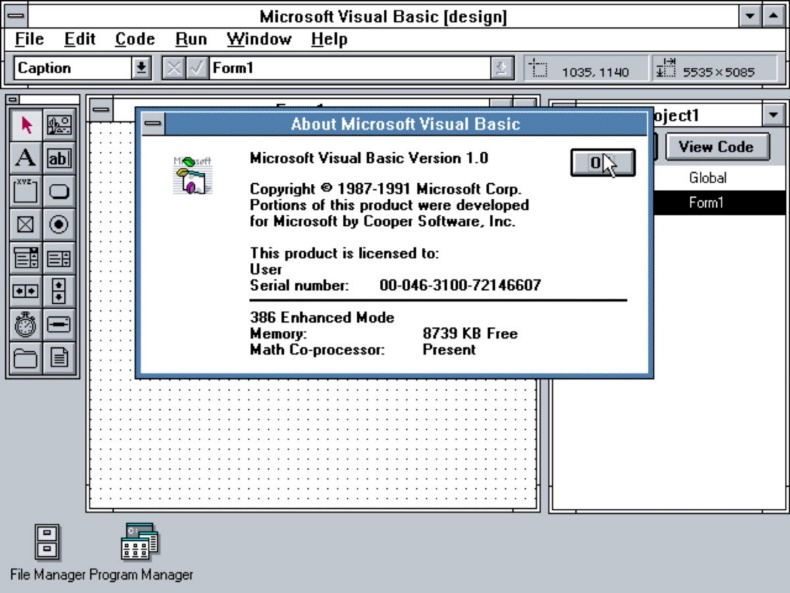 Microsoft Visual Basic [design]
File Edit Code Run Window Help
Caption Form1 1035, 1140 5535×5085
About Microsoft Visual Basic
Microsoft
Microsoft Visual Basic Version 1.0
Copyright © 1987-1991 Microsoft Corp.
Portions of this product were developed
for Microsoft by Cooper Software, Inc.
This product is licensed to:
User
Serial number: 00-046-3100-72146607
386 Enhanced Mode
Memory: 8739 KB Free
Math Co-processor: Present
A ab
xyz
oject1
View Code
Global
Form1
File Manager Program Manager